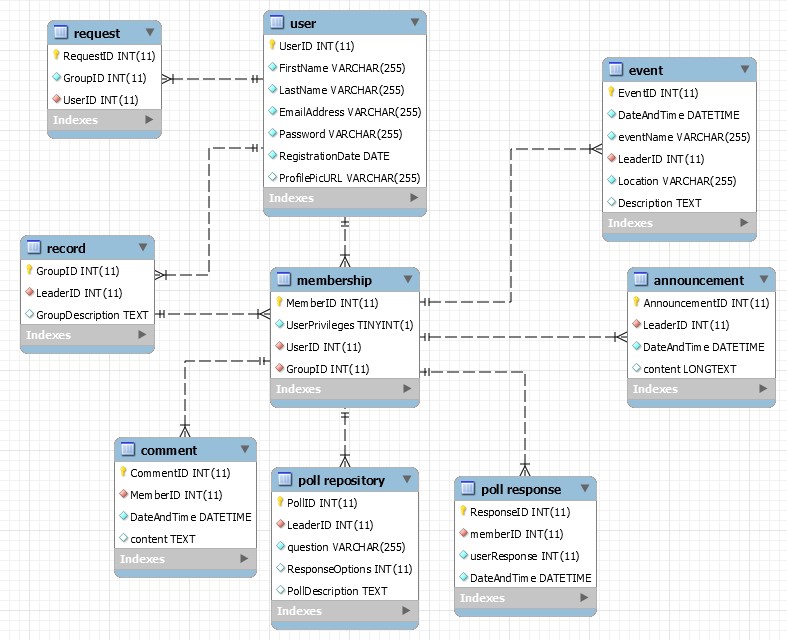 request
RequestID INT(11)
GroupID INT(11)
UserID INT(11)
Indexes
user
UserID INT(11)
FirstName VARCHAR(255)
LastName VARCHAR(255)
EmailAddress VARCHAR(255)
Password VARCHAR(255)
RegistrationDate DATE
ProfilePicURL VARCHAR(255)
Indexes
event
EventID INT(11)
DateAndTime DATETIME
eventName VARCHAR(255)
LeaderID INT(11)
Location VARCHAR(255)
Description TEXT
Indexes
record
GroupID INT(11)
LeaderID INT(11)
GroupDescription TEXT
Indexes
membership
MemberID INT(11)
UserPrivileges TINYINT(1)
UserID INT(11)
GroupID INT(11)
Indexes
announcement
AnnouncementID INT(11)
LeaderID INT(11)
DateAndTime DATETIME
content LONGTEXT
Indexes
comment
CommentID INT(11)
MemberID INT(11)
DateAndTime DATETIME
content TEXT
Indexes
poll repository
PollID INT(11)
LeaderID INT(11)
question VARCHAR(255)
ResponseOptions INT(11)
PollDescription TEXT
Indexes
poll response
ResponseID INT(11)
memberID INT(11)
userResponse INT(11)
DateAndTime DATETIME
Indexes